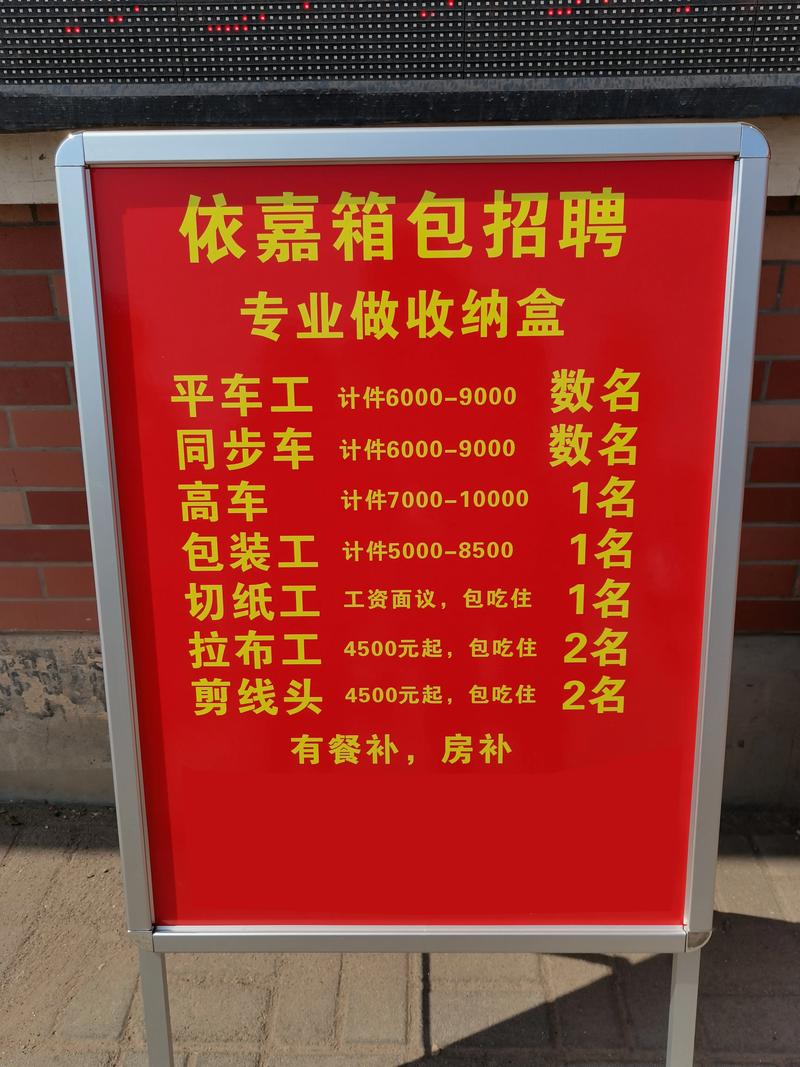 依嘉箱包招聘
专业做收纳盒
平车工 计件6000-9000 数名
同步车 计件6000-9000 数名
高车 计件7000-10000 1名
包装工 计件5000-8500 1名
切纸工 工资面议，包吃住 1名
拉布工 4500元起，包吃住 2名
剪线头 4500元起，包吃住 2名
有餐补，房补